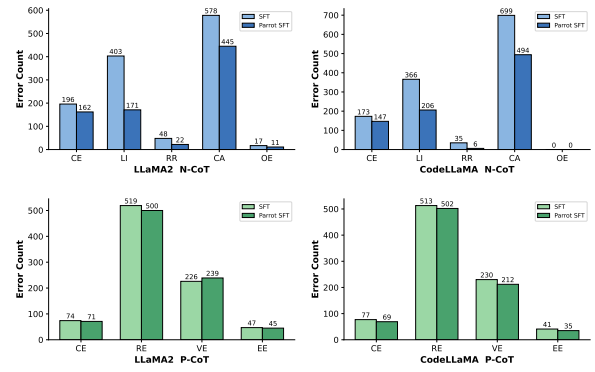 600
500
400
300
200
100
0
Error Count
196
162
403
171
48
22
578
445
17
11
SFT
Parrot SFT
CE
LI
RR
CA
OE
LLaMA2 N-CoT
700
600
500
400
300
200
100
0
Error Count
173
147
366
206
35
6
699
494
0
0
SFT
Parrot SFT
CE
LI
RR
CA
OE
CodeLLaMA N-CoT
500
400
300
200
100
0
Error Count
74
71
519
500
226
239
47
45
SFT
Parrot SFT
CE
RE
VE
EE
LLaMA2 P-CoT
500
400
300
200
100
0
Error Count
77
69
513
502
230
212
41
35
SFT
Parrot SFT
CE
RE
VE
EE
CodeLLaMA P-CoT